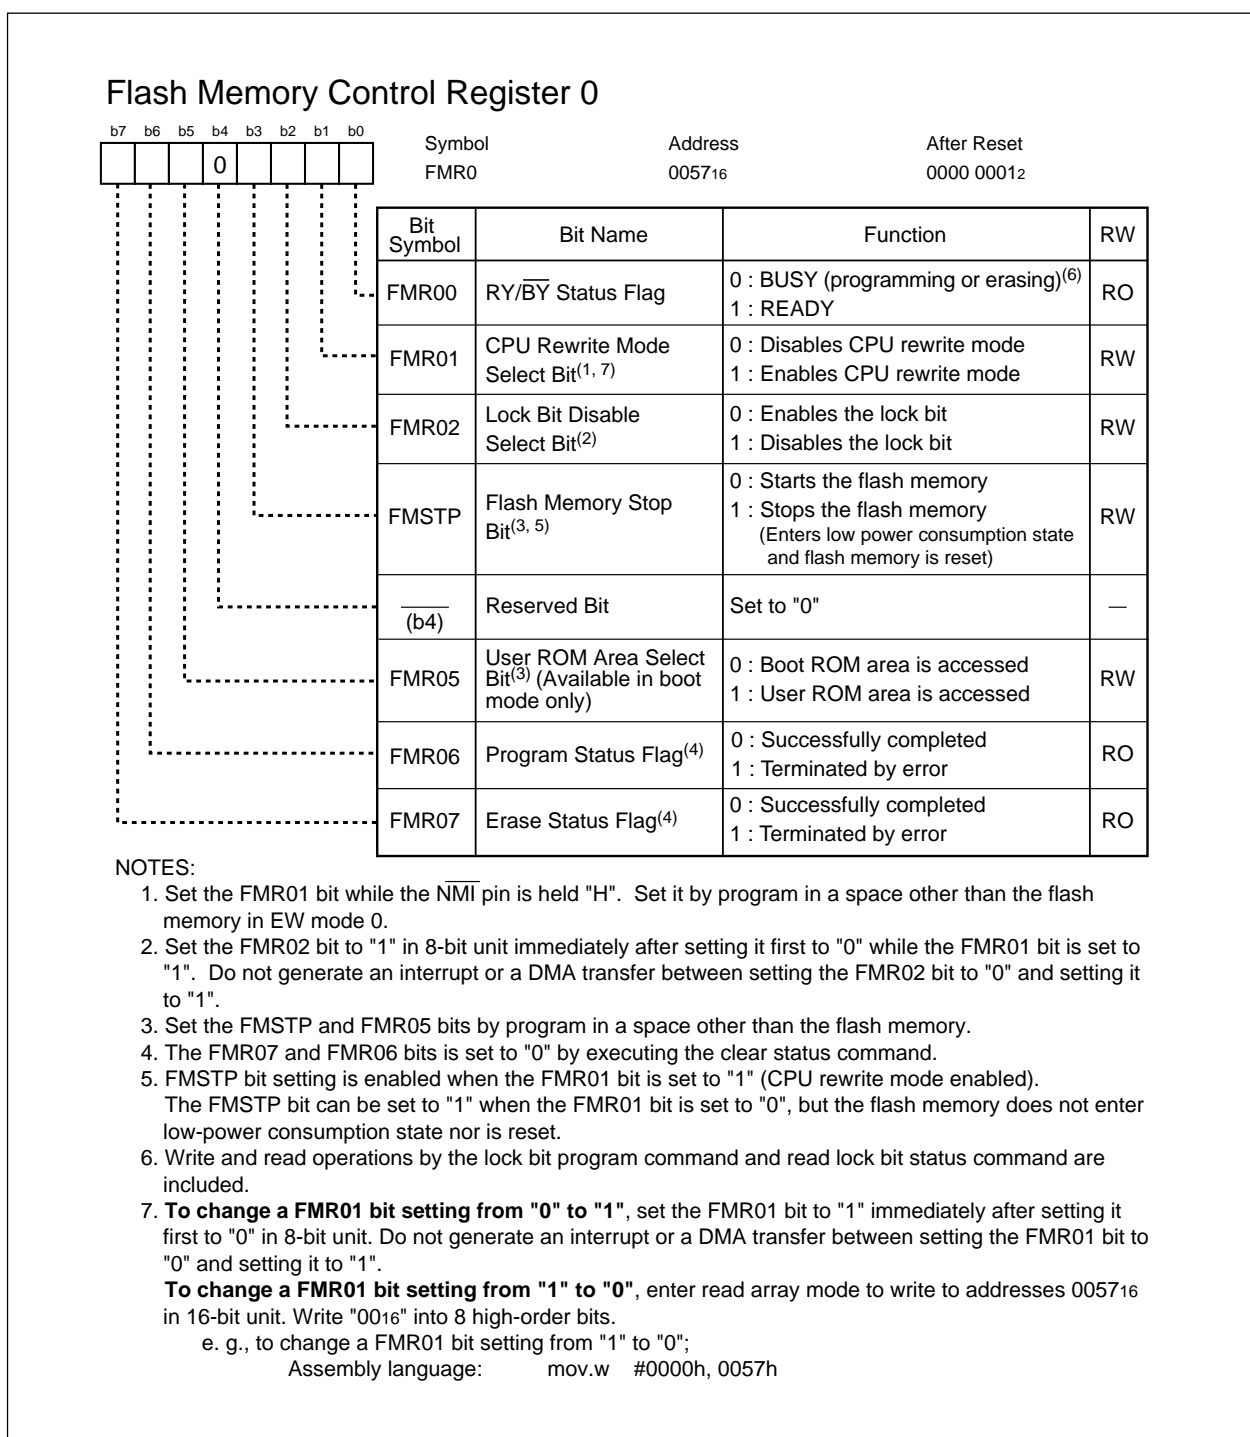 Flash Memory Control Register 0
b7 b6 b5 b4 b3 b2 b1 b0
0
Symbol Address After Reset
FMR0 005716 0000 00012
Bit Symbol Bit Name Function RW
FMR00 RY/BY Status Flag 0 : BUSY (programming or erasing)(6) RO
1 : READY
FMR01 CPU Rewrite Mode 0 : Disables CPU rewrite mode RW
Select Bit(1, 7) 1 : Enables CPU rewrite mode
FMR02 Lock Bit Disable 0 : Enables the lock bit RW
Select Bit(2) 1 : Disables the lock bit
FMSTP Flash Memory Stop Bit(3, 5) 0 : Starts the flash memory RW
1 : Stops the flash memory
(Enters low power consumption state
and flash memory is reset)
(b4) Reserved Bit Set to "0" —
FMR05 User ROM Area Select Bit(3) (Available in boot mode only) 0 : Boot ROM area is accessed RW
1 : User ROM area is accessed
FMR06 Program Status Flag(4) 0 : Successfully completed RO
1 : Terminated by error
FMR07 Erase Status Flag(4) 0 : Successfully completed RO
1 : Terminated by error
NOTES:
1. Set the FMR01 bit while the NMI pin is held "H". Set it by program in a space other than the flash
memory in EW mode 0.
2. Set the FMR02 bit to "1" in 8-bit unit immediately after setting it first to "0" while the FMR01 bit is set to
"1". Do not generate an interrupt or a DMA transfer between setting the FMR02 bit to "0" and setting it
to "1".
3. Set the FMSTP and FMR05 bits by program in a space other than the flash memory.
4. The FMR07 and FMR06 bits is set to "0" by executing the clear status command.
5. FMSTP bit setting is enabled when the FMR01 bit is set to "1" (CPU rewrite mode enabled).
The FMSTP bit can be set to "1" when the FMR01 bit is set to "0", but the flash memory does not enter
low-power consumption state nor is reset.
6. Write and read operations by the lock bit program command and read lock bit status command are
included.
7. To change a FMR01 bit setting from "0" to "1", set the FMR01 bit to "1" immediately after setting it
first to "0" in 8-bit unit. Do not generate an interrupt or a DMA transfer between setting the FMR01 bit to
"0" and setting it to "1".
To change a FMR01 bit setting from "1" to "0", enter read array mode to write to addresses 005716
in 16-bit unit. Write "0016" into 8 high-order bits.
e. g., to change a FMR01 bit setting from "1" to "0";
Assembly language: mov.w #0000h, 0057h